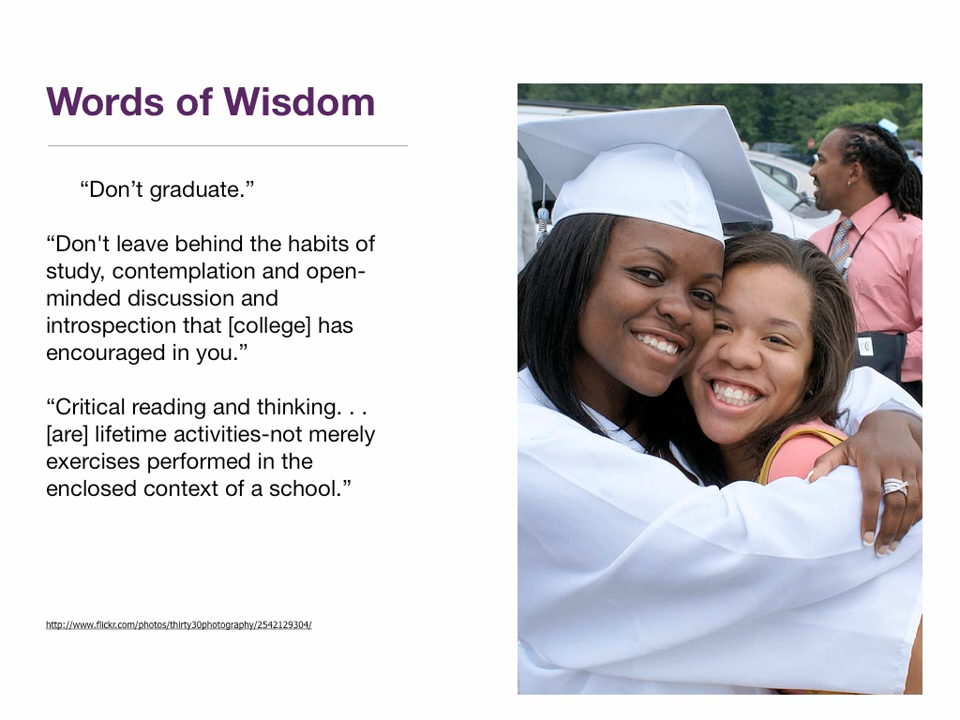 Words of Wisdom
“Don’t graduate.”
“Don't leave behind the habits of
study, contemplation and open-
minded discussion and
introspection that [college] has
encouraged in you.”
“Critical reading and thinking. . .
[are] lifetime activities-not merely
exercises performed in the
enclosed context of a school.”
http://www.flickr.com/photos/thirty30photography/2542129304/